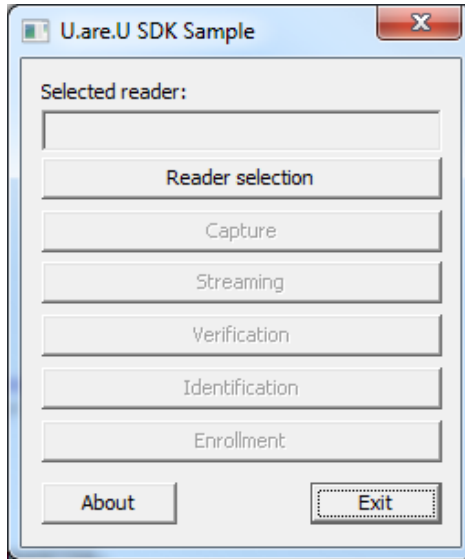 U.are.U SDK Sample
Selected reader:
Reader selection
Capture
Streaming
Verification
Identification
Enrollment
About Exit